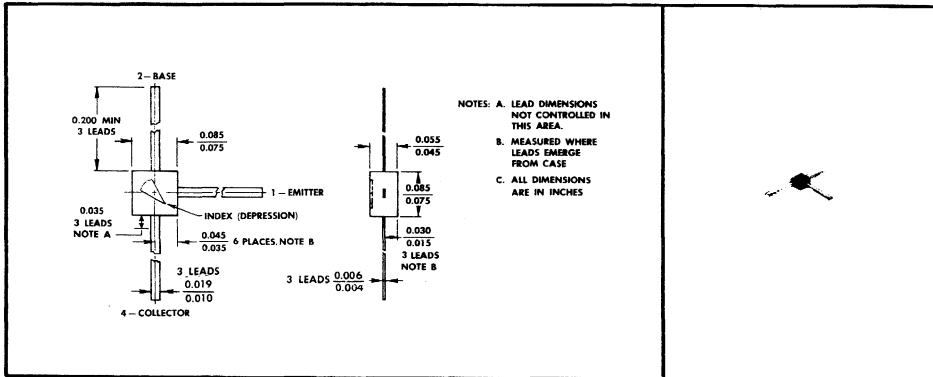 2 – BASE
0.200 MIN
3 LEADS
0.085
0.075
1 – EMITTER
INDEX (DEPRESSION)
0.035
3 LEADS
NOTE A
0.045
0.035
6 PLACES. NOTE B
3 LEADS
0.019
0.010
4 – COLLECTOR
0.055
0.045
0.085
0.075
0.030
0.015
3 LEADS
NOTE B
3 LEADS
0.006
0.004
NOTES: A. LEAD DIMENSIONS
NOT CONTROLLED IN
THIS AREA.
B. MEASURED WHERE
LEADS EMERGE
FROM CASE
C. ALL DIMENSIONS
ARE IN INCHES